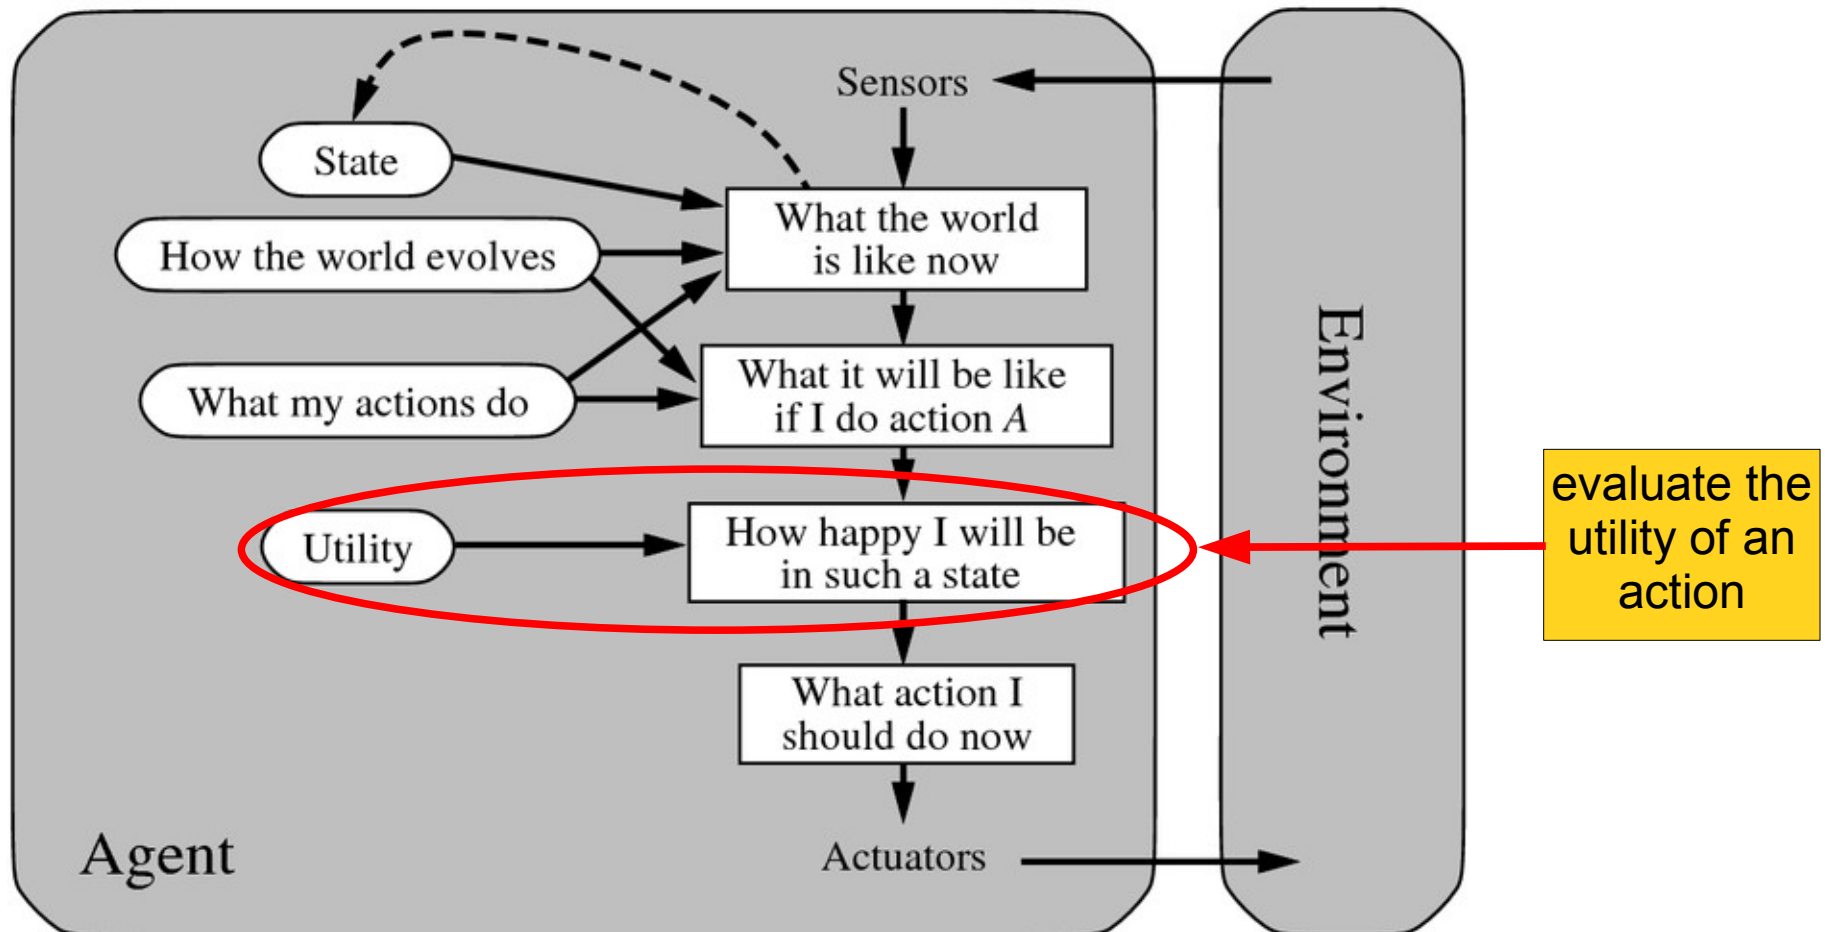 Sensors
State
What the world
is like now
How the world evolves
What it will be like
if I do action A
What my actions do
Utility
How happy I will be
in such a state
What action I
should do now
Agent
Actuators
Environment
evaluate the
utility of an
action